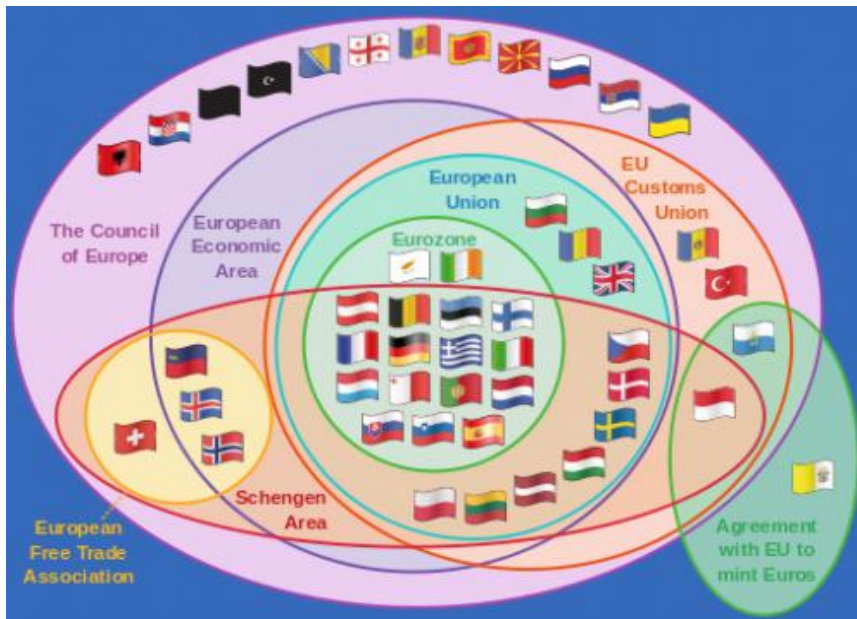 European
Union
EU
Customs
Union
The Council
of Europe
European
Economic
Area
Eurozone
Schengen
Area
European
Free Trade
Association
Agreement
with EU to
mint Euros